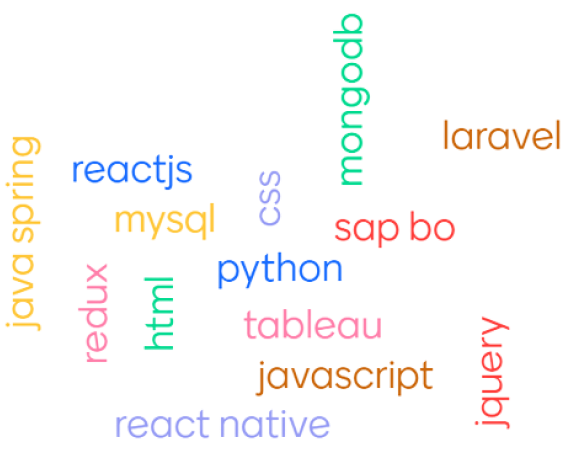 mongodb
laravel
java spring
reactjs
css
mysql
sap bo
python
redux
html
tableau
jquery
javascript
react native